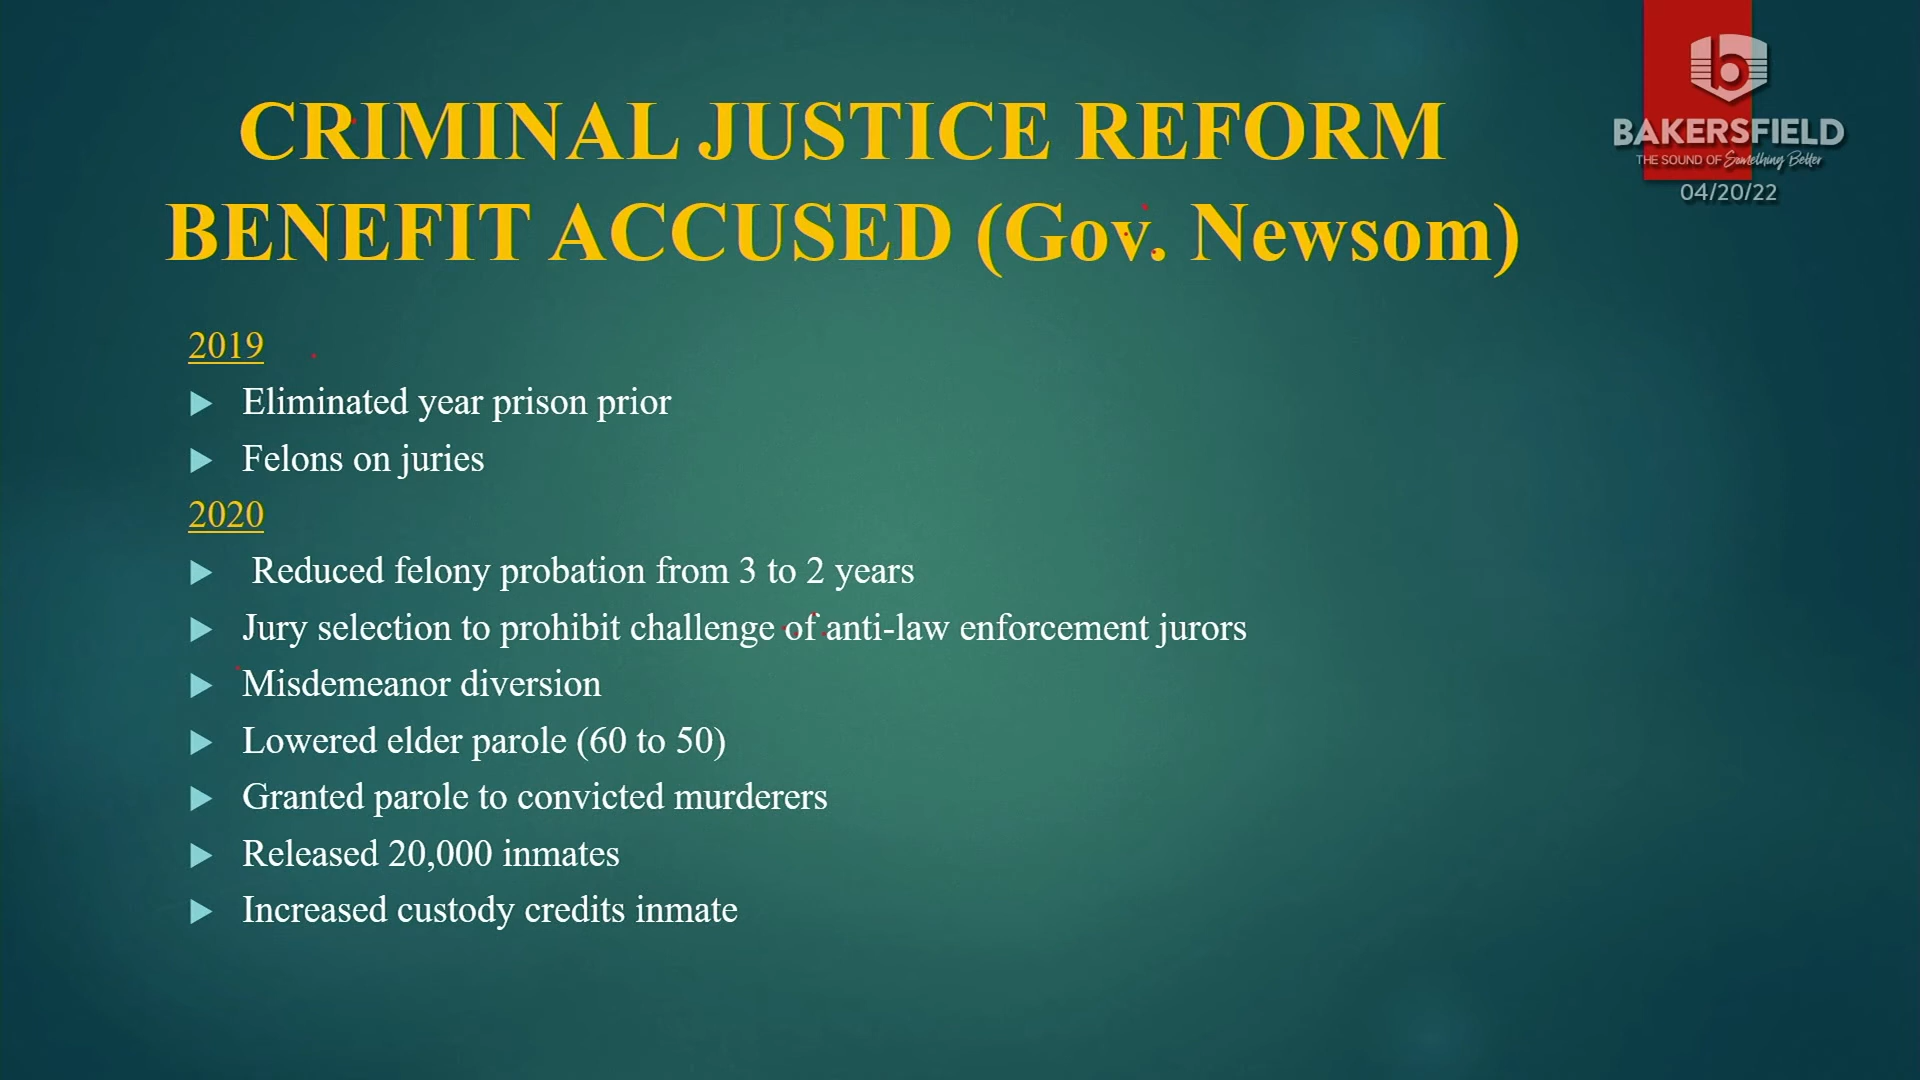 CRIMINAL JUSTICE REFORM
BENEFIT ACCUSED (Gov. Newsom)
BAKERSFIELD
THE SOUND OF Something Better
04/20/22
2019
Eliminated year prison prior
Felons on juries
2020
Reduced felony probation from 3 to 2 years
Jury selection to prohibit challenge of anti-law enforcement jurors
Misdemeanor diversion
Lowered elder parole (60 to 50)
Granted parole to convicted murderers
Released 20,000 inmates
Increased custody credits inmate